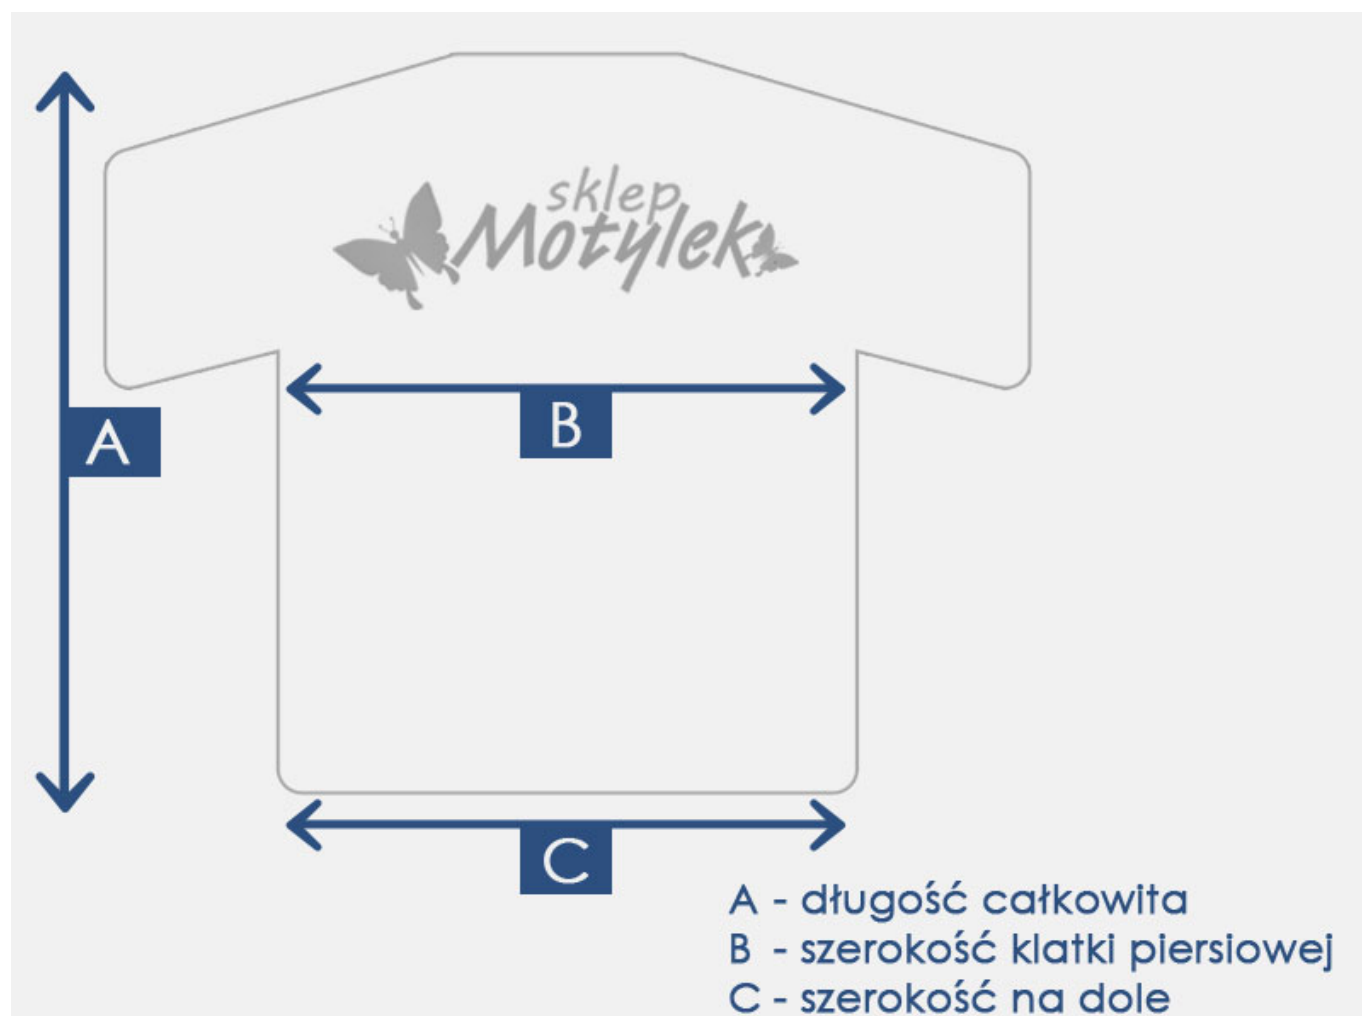 sklep
Motylek
A
B
C
A - długość całkowita
B - szerokość klatki piersiowej
C - szerokość na dole